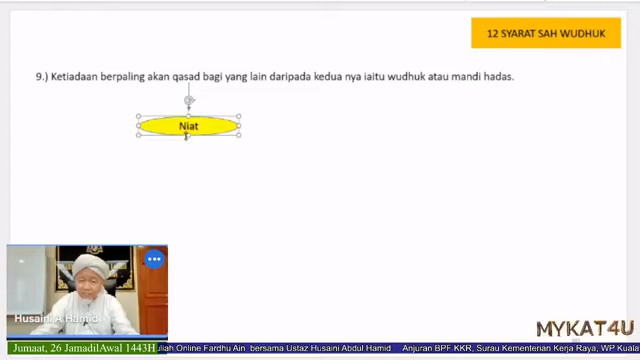 12 SYARAT SAH WUDHUK
9.) Ketiadaan berpaling akan qasad bagi yang lain daripada kedua nya iaitu wudhuk atau mandi hadas.
Niat
Husaini A Hamid
MYKAT4U
Jumaat, 26 JamadilAwal 1443H
uliah Online Fardhu Ain bersama Ustaz Husaini Abdul Hamid Anjuran BPF KKR, Surau Kementerian Kerja Raya, WP Kuala